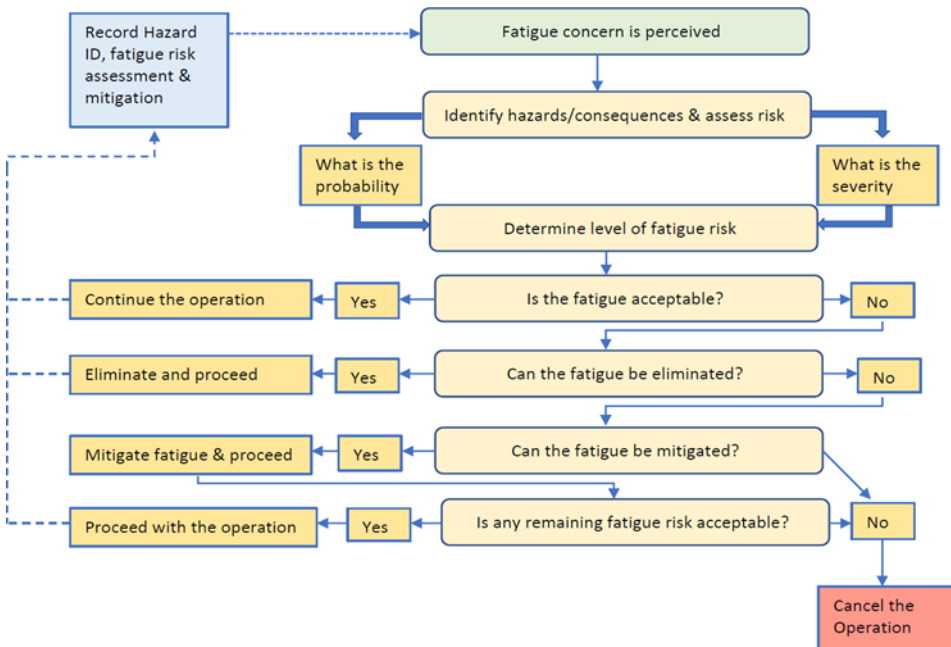 Record Hazard
ID, fatigue risk
assessment &
mitigation
Fatigue concern is perceived
Identify hazards/consequences & assess risk
What is the
probability
What is the
severity
Determine level of fatigue risk
Continue the operation
Yes
Is the fatigue acceptable?
No
Eliminate and proceed
Yes
Can the fatigue be eliminated?
No
Mitigate fatigue & proceed
Yes
Can the fatigue be mitigated?
Proceed with the operation
Yes
Is any remaining fatigue risk acceptable?
No
Cancel the
Operation